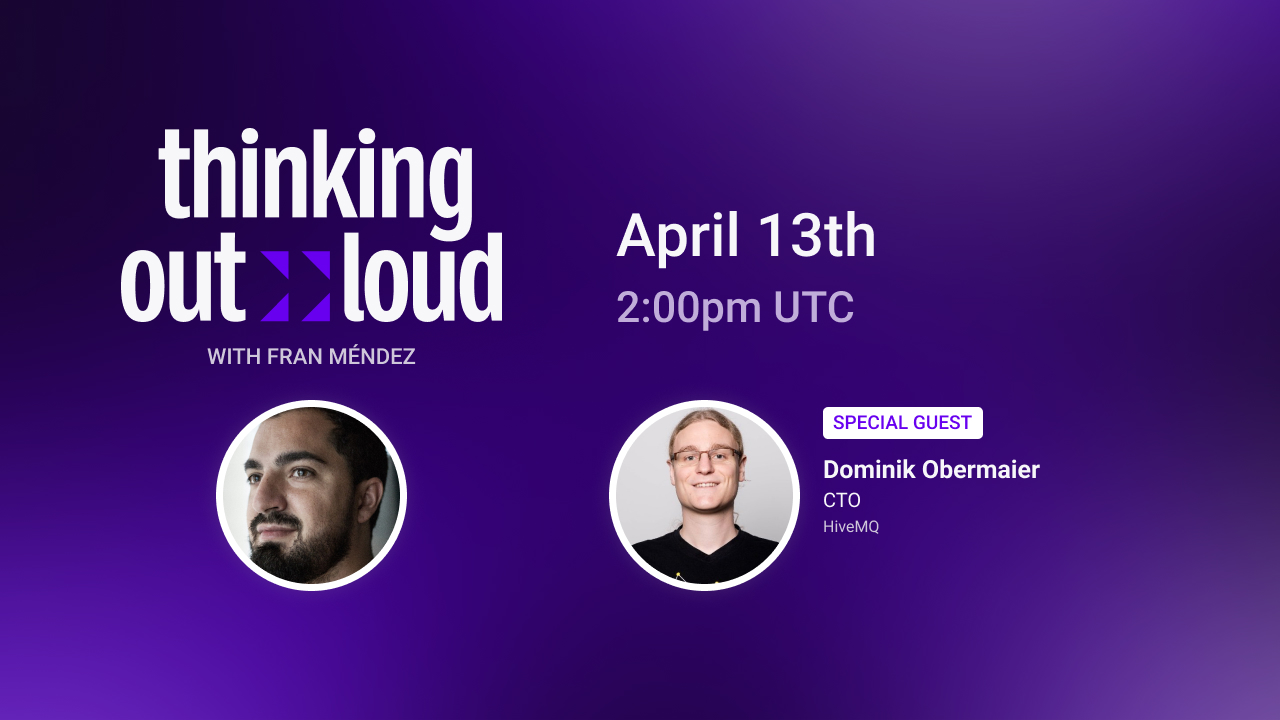 thinking
out loud
WITH FRAN MÉNDEZ
April 13th
2:00pm UTC
SPECIAL GUEST
Dominik Obermaier
CTO
HiveMQ